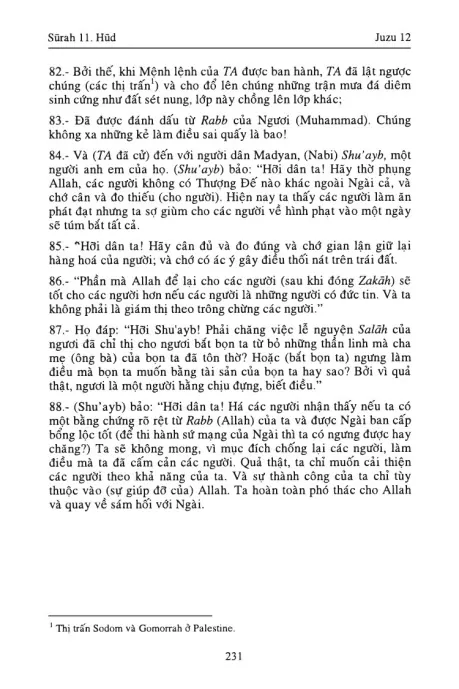 Sūrah 11. Hūd Juzu 12
82.- Bởi thế, khi Mệnh lệnh của TA được ban hành, TA đã lật ngược
chúng (các thị trấn¹) và cho đổ lên chúng những trận mưa đá diêm
sinh cứng như đất sét nung, lớp này chồng lên lớp khác;
83.- Đã được đánh dấu từ Rabb của Ngươi (Muhammad). Chúng
không xa những kẻ làm điều sai quấy là bao!
84.- Và (TA đã cử) đến với người dân Madyan, (Nabi) Shu'ayb, một
người anh em của họ. (Shu'ayb) bảo: "Hỡi dân ta! Hãy thờ phụng
Allah, các người không có Thượng Đế nào khác ngoài Ngài cả, và
chớ cân và đo thiếu (cho người). Hiện nay ta thấy các người làm ăn
phát đạt nhưng ta sợ giùm cho các người về hình phạt vào một ngày
sẽ túm bắt tất cả.
85.- "Hỡi dân ta! Hãy cân đủ và đo đúng và chớ gian lận giữ lại
hàng hoá của người; và chớ có ác ý gây điều thối nát trên trái đất.
86.- "Phần mà Allah để lại cho các người (sau khi đóng Zakāh) sẽ
tốt cho các người hơn nếu các người là những người có đức tin. Và ta
không phải là giám thị theo trông chừng các người."
87.- Họ đáp: "Hỡi Shu'ayb! Phải chăng việc lễ nguyện Salāh của
ngươi đã chỉ thị cho ngươi bắt bọn ta từ bỏ những thần linh mà cha
mẹ (ông bà) của bọn ta đã tôn thờ? Hoặc (bắt bọn ta) ngưng làm
điều mà bọn ta muốn bằng tài sản của bọn ta hay sao? Bởi vì quả
thật, ngươi là một người hằng chịu đựng, biết điều."
88.- (Shu'ayb) bảo: "Hỡi dân ta! Há các người nhận thấy nếu ta có
một bằng chứng rõ rệt từ Rabb (Allah) của ta và được Ngài ban cấp
bổng lộc tốt (để thi hành sứ mạng của Ngài thì ta có ngưng được hay
chăng?) Ta sẽ không mong, vì mục đích chống lại các người, làm
điều mà ta đã cấm cản các người. Quả thật, ta chỉ muốn cải thiện
các người theo khả năng của ta. Và sự thành công của ta chỉ tùy
thuộc vào (sự giúp đỡ của) Allah. Ta hoàn toàn phó thác cho Allah
và quay về sám hối với Ngài.
¹ Thị trấn Sodom và Gomorrah ở Palestine.
231